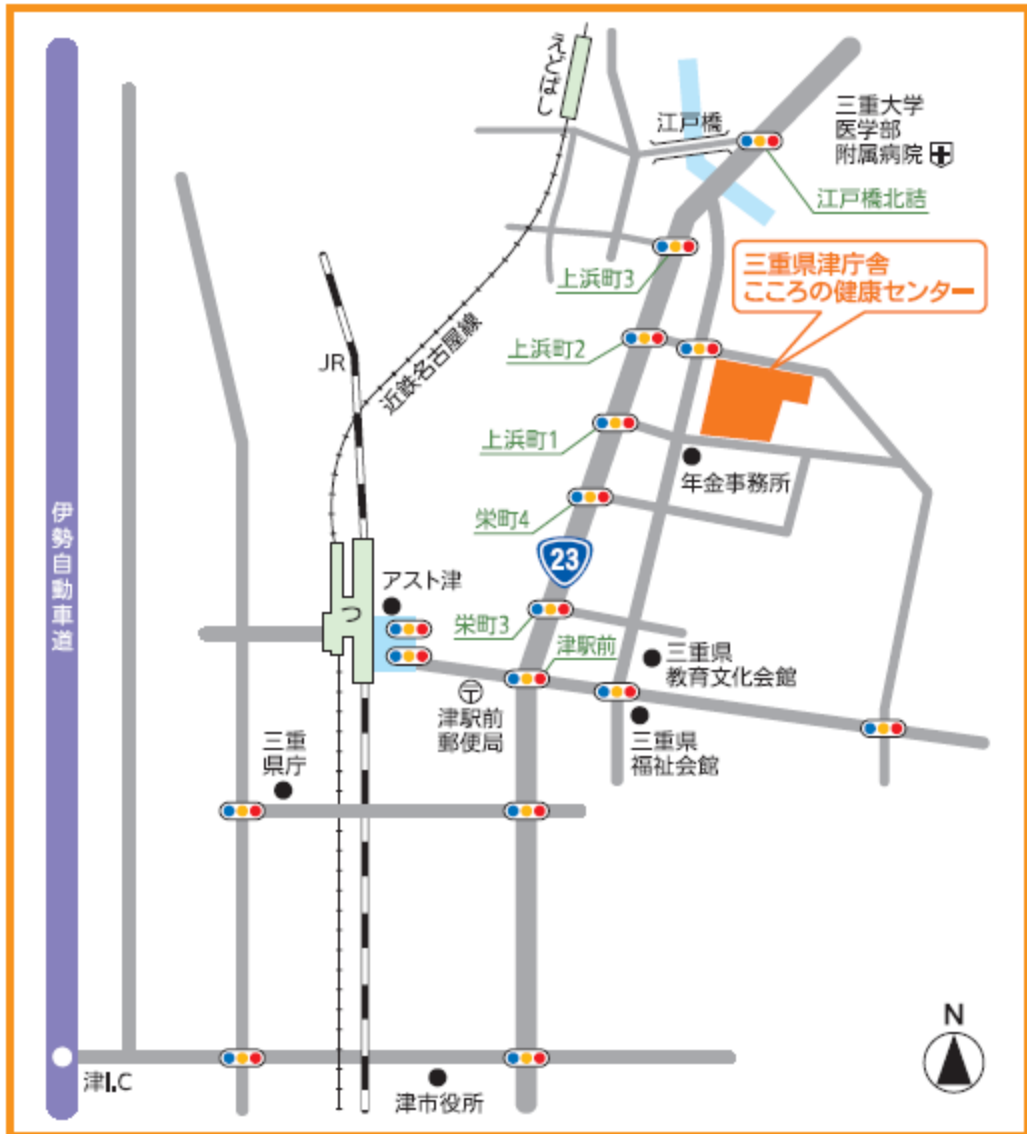 えどばし
江戸橋
三重大学
医学部
附属病院
江戸橋北詰
三重県津庁舎
こころの健康センター
上浜町3
上浜町2
JR
近鉄名古屋線
上浜町1
年金事務所
栄町4
伊勢自動車道
23
アスト津
つ
栄町3
津駅前
三重県
教育文化会館
〒
津駅前
郵便局
三重県
福祉会館
三重
県庁
N
津I.C
津市役所